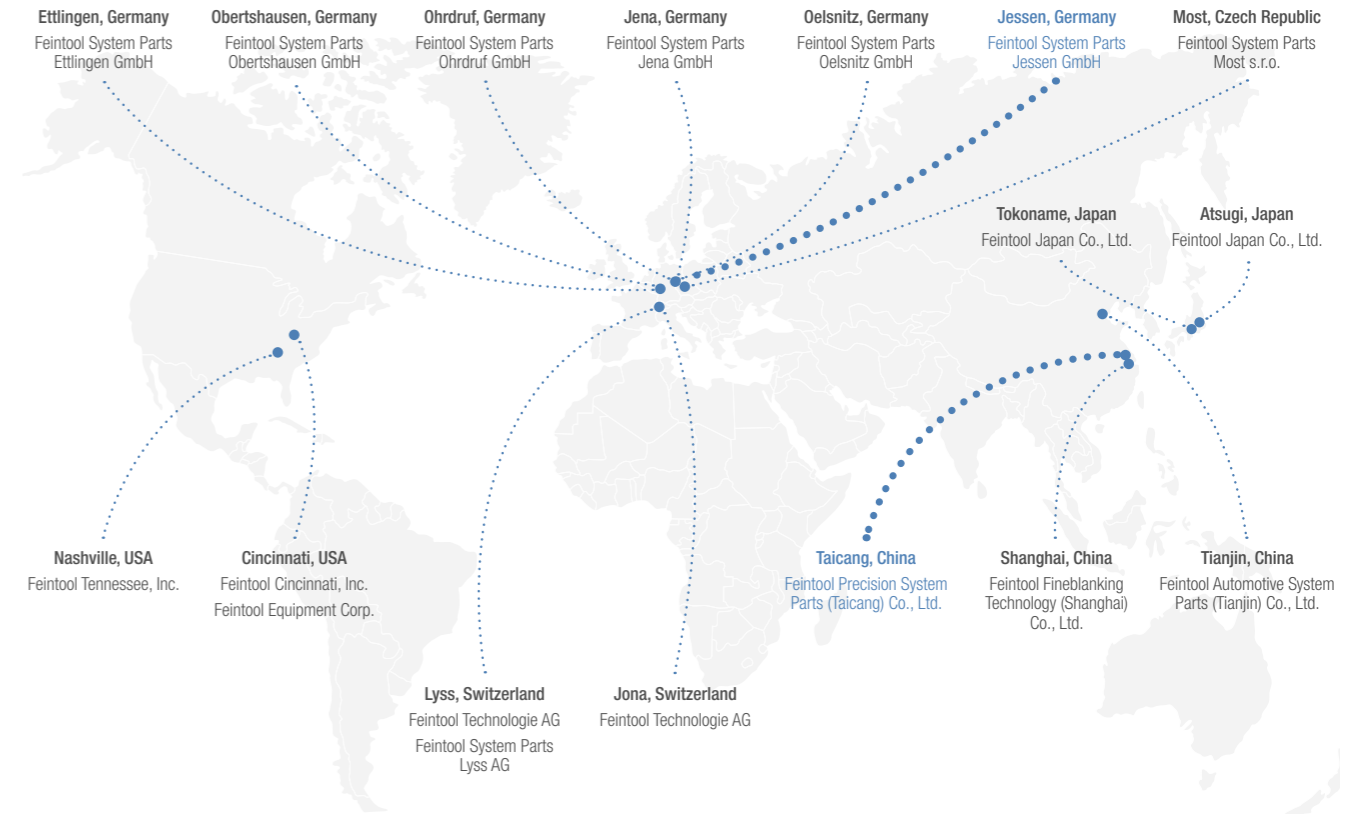 Ettlingen, Germany
Feintool System Parts
Ettlingen GmbH
Obertshausen, Germany
Feintool System Parts
Obertshausen GmbH
Ohrdruf, Germany
Feintool System Parts
Ohrdruf GmbH
Jena, Germany
Feintool System Parts
Jena GmbH
Oelsnitz, Germany
Feintool System Parts
Oelsnitz GmbH
Jessen, Germany
Feintool System Parts
Jessen GmbH
Most, Czech Republic
Feintool System Parts
Most s.r.o.
Tokoname, Japan
Feintool Japan Co., Ltd.
Atsugi, Japan
Feintool Japan Co., Ltd.
Nashville, USA
Feintool Tennessee, Inc.
Cincinnati, USA
Feintool Cincinnati, Inc.
Feintool Equipment Corp.
Taicang, China
Feintool Precision System
Parts (Taicang) Co., Ltd.
Shanghai, China
Feintool Fineblanking
Technology (Shanghai)
Co., Ltd.
Tianjin, China
Feintool Automotive System
Parts (Tianjin) Co., Ltd.
Lyss, Switzerland
Feintool Technologie AG
Feintool System Parts
Lyss AG
Jona, Switzerland
Feintool Technologie AG